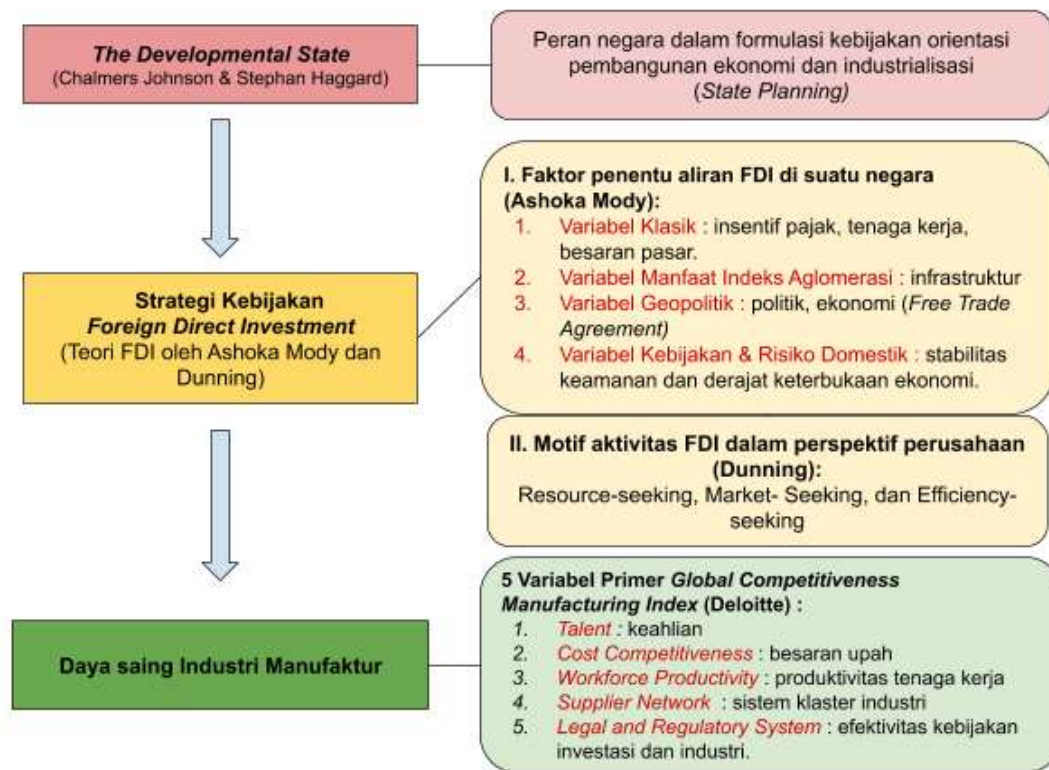 The Developmental State
(Chalmers Johnson & Stephan Haggard)
Peran negara dalam formulasi kebijakan orientasi
pembangunan ekonomi dan industrialisasi
(State Planning)
I. Faktor penentu aliran FDI di suatu negara
(Ashoka Mody):
1. Variabel Klasik : insentif pajak, tenaga kerja,
besaran pasar.
2. Variabel Manfaat Indeks Aglomerasi : infrastruktur
3. Variabel Geopolitik : politik, ekonomi (Free Trade
Agreement)
4. Variabel Kebijakan & Risiko Domestik : stabilitas
keamanan dan derajat keterbukaan ekonomi.
Strategi Kebijakan
Foreign Direct Investment
(Teori FDI oleh Ashoka Mody dan
Dunning)
II. Motif aktivitas FDI dalam perspektif perusahaan
(Dunning):
Resource-seeking, Market- Seeking, dan Efficiency-
seeking
5 Variabel Primer Global Competitiveness
Manufacturing Index (Deloitte) :
1. Talent : keahlian
2. Cost Competitiveness : besaran upah
3. Workforce Productivity : produktivitas tenaga kerja
4. Supplier Network : sistem klaster industri
5. Legal and Regulatory System : efektivitas kebijakan
investasi dan industri.
Daya saing Industri Manufaktur